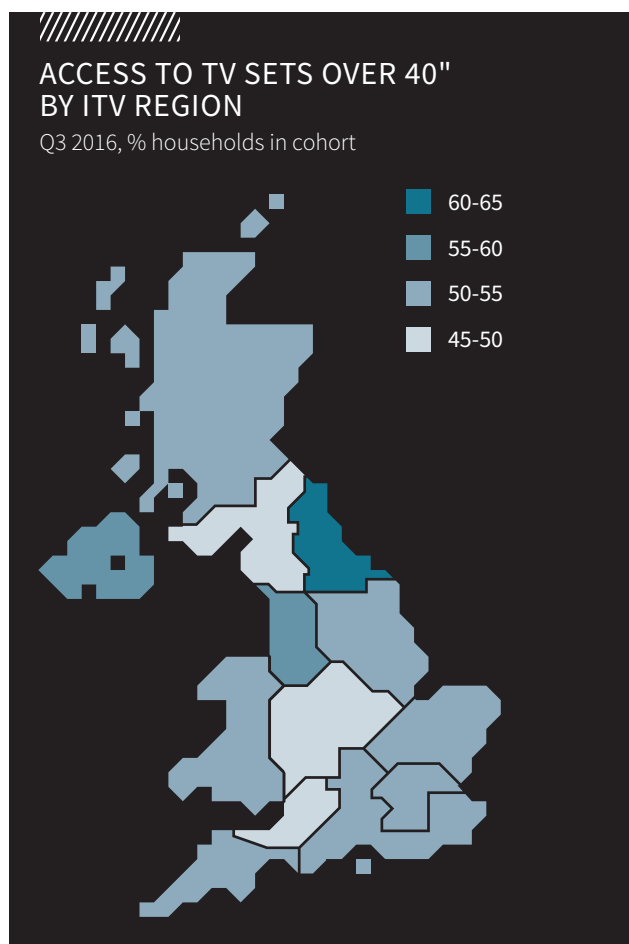 ACCESS TO TV SETS OVER 40"
BY ITV REGION
Q3 2016, % households in cohort
60-65
55-60
50-55
45-50